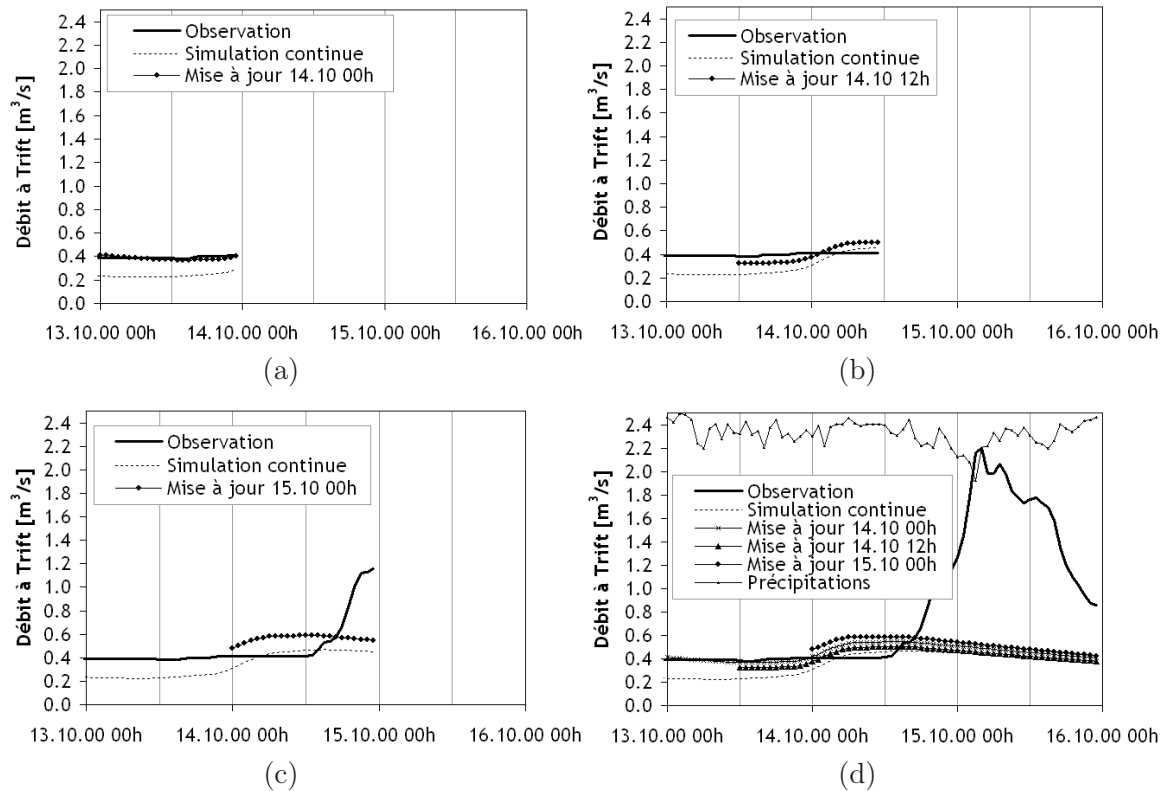 Débit à Trift [m³/s]
2.4
2.2
2.0
1.8
1.6
1.4
1.2
1.0
0.8
0.6
0.4
0.2
0.0
Observation
Simulation continue
Mise à jour 14.10 00h
13.10.00 00h 14.10.00 00h 15.10.00 00h 16.10.00 00h
(a)
Débit à Trift [m³/s]
2.4
2.2
2.0
1.8
1.6
1.4
1.2
1.0
0.8
0.6
0.4
0.2
0.0
Observation
Simulation continue
Mise à jour 14.10 12h
13.10.00 00h 14.10.00 00h 15.10.00 00h 16.10.00 00h
(b)
Débit à Trift [m³/s]
2.4
2.2
2.0
1.8
1.6
1.4
1.2
1.0
0.8
0.6
0.4
0.2
0.0
Observation
Simulation continue
Mise à jour 15.10 00h
13.10.00 00h 14.10.00 00h 15.10.00 00h 16.10.00 00h
(c)
Débit à Trift [m³/s]
2.4
2.2
2.0
1.8
1.6
1.4
1.2
1.0
0.8
0.6
0.4
0.2
0.0
Observation
Simulation continue
Mise à jour 14.10 00h
Mise à jour 14.10 12h
Mise à jour 15.10 00h
Précipitations
13.10.00 00h 14.10.00 00h 15.10.00 00h 16.10.00 00h
(d)